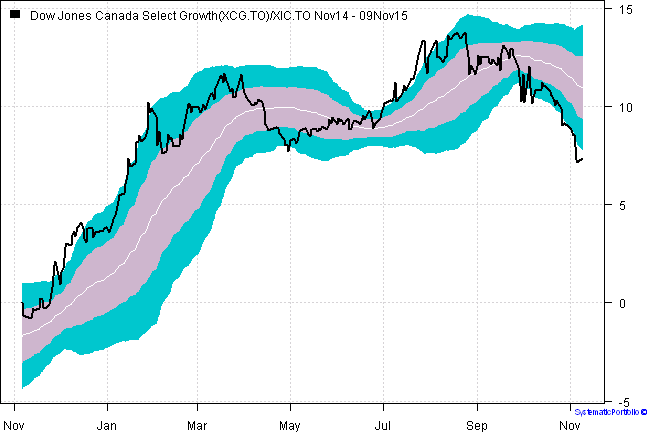 Dow Jones Canada Select Growth(XCG.TO)/XIC.TO Nov14 - 09Nov15
15
10
5
0
-5
Nov Jan Mar May Jul Sep Nov
SystematicPortfolio ©